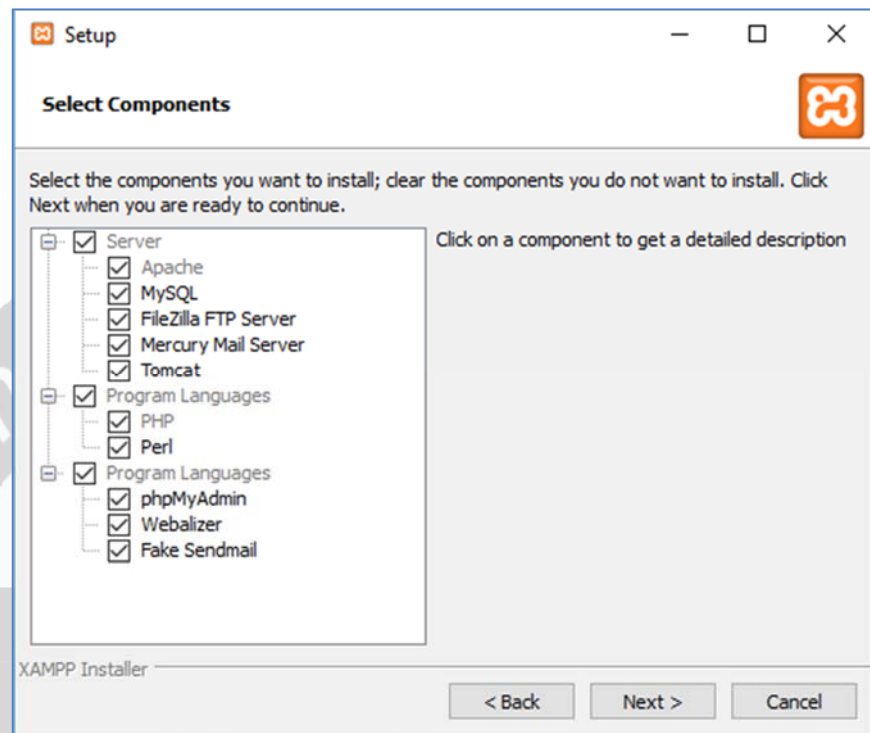 Setup
Select Components
Select the components you want to install; clear the components you do not want to install. Click
Next when you are ready to continue.
Server
Apache
MySQL
FileZilla FTP Server
Mercury Mail Server
Tomcat
Program Languages
PHP
Perl
Program Languages
phpMyAdmin
Webalizer
Fake Sendmail
Click on a component to get a detailed description
XAMPP Installer
< Back
Next >
Cancel